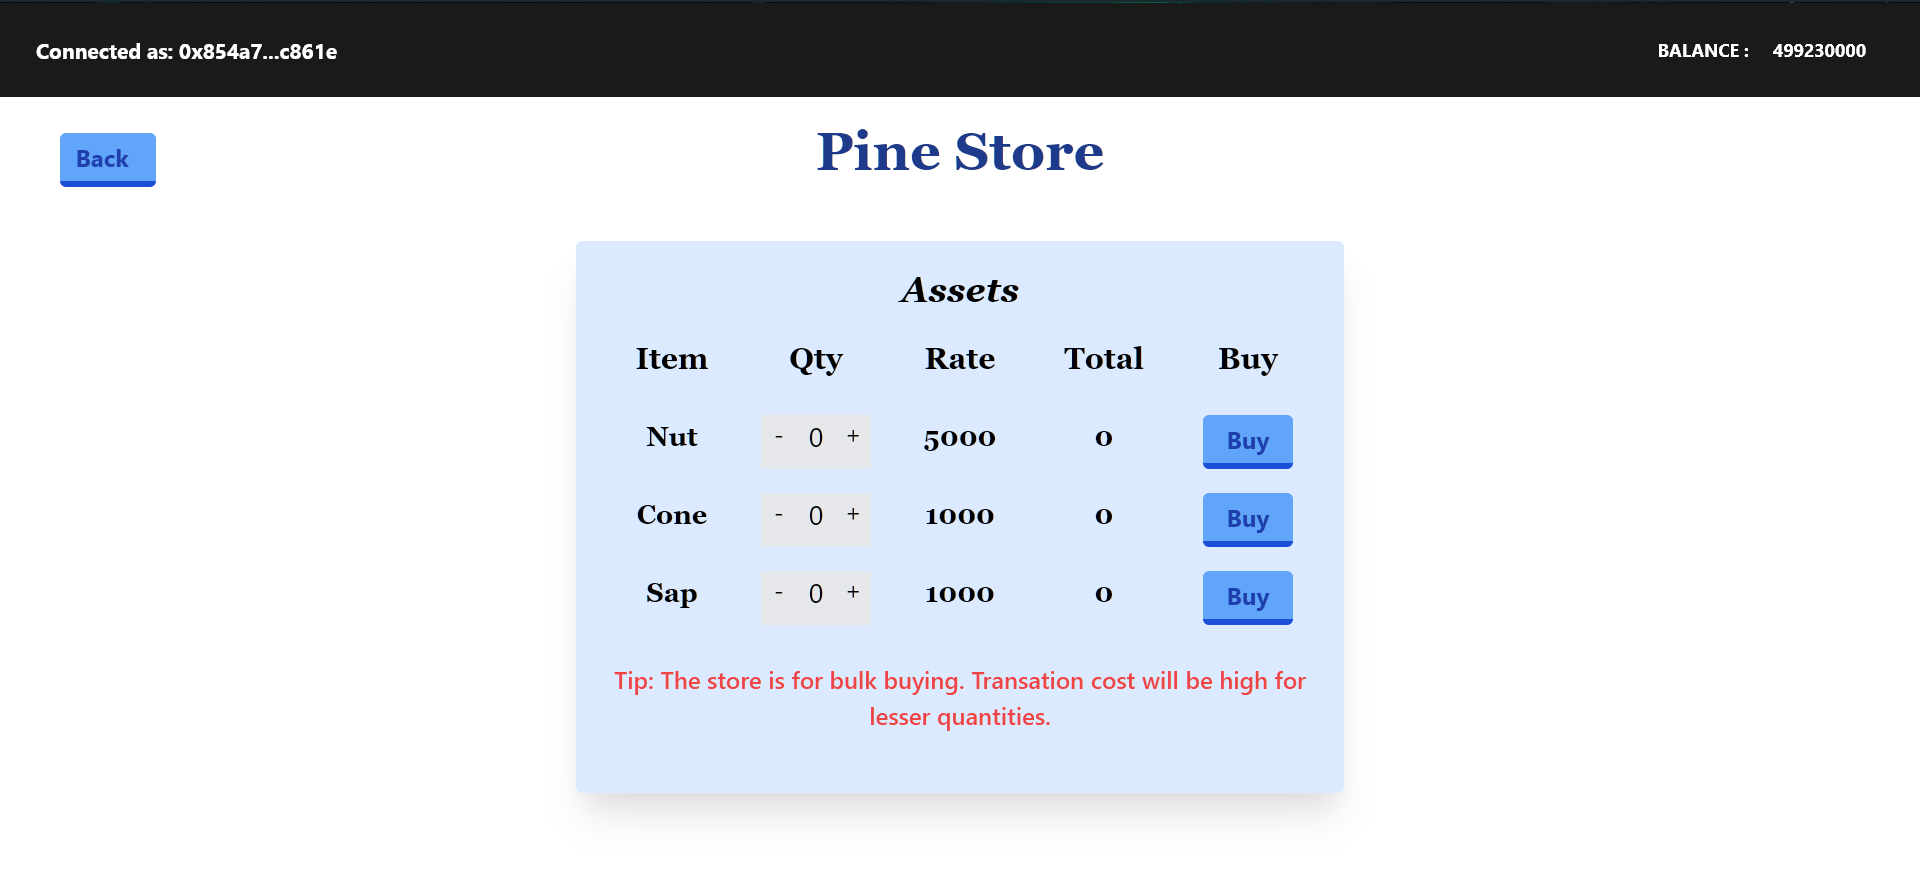 Connected as: 0x854a7...c861e
BALANCE : 499230000
Back
Pine Store
Assets
Item Qty Rate Total Buy
Nut - 0 + 5000 0 Buy
Cone - 0 + 1000 0 Buy
Sap - 0 + 1000 0 Buy
Tip: The store is for bulk buying. Transation cost will be high for
lesser quantities.